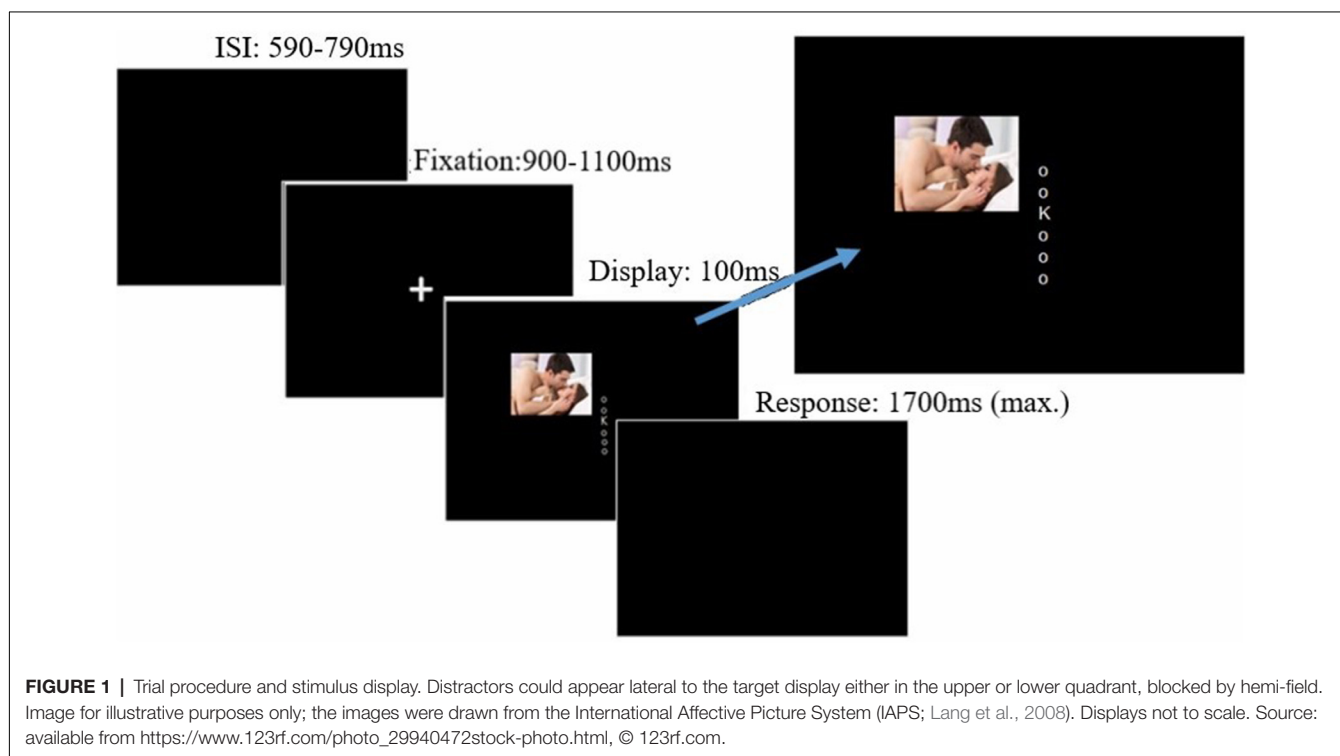 ISI: 590-790ms
Fixation:900-1100ms
Display: 100ms
Response: 1700ms (max.)
o
o
K
o
o
o
o
o
K
o
o
o
FIGURE 1 | Trial procedure and stimulus display. Distractors could appear lateral to the target display either in the upper or lower quadrant, blocked by hemi-field.
Image for illustrative purposes only; the images were drawn from the International Affective Picture System (IAPS; Lang et al., 2008). Displays not to scale. Source:
available from https://www.123rf.com/photo_29940472stock-photo.html, © 123rf.com.